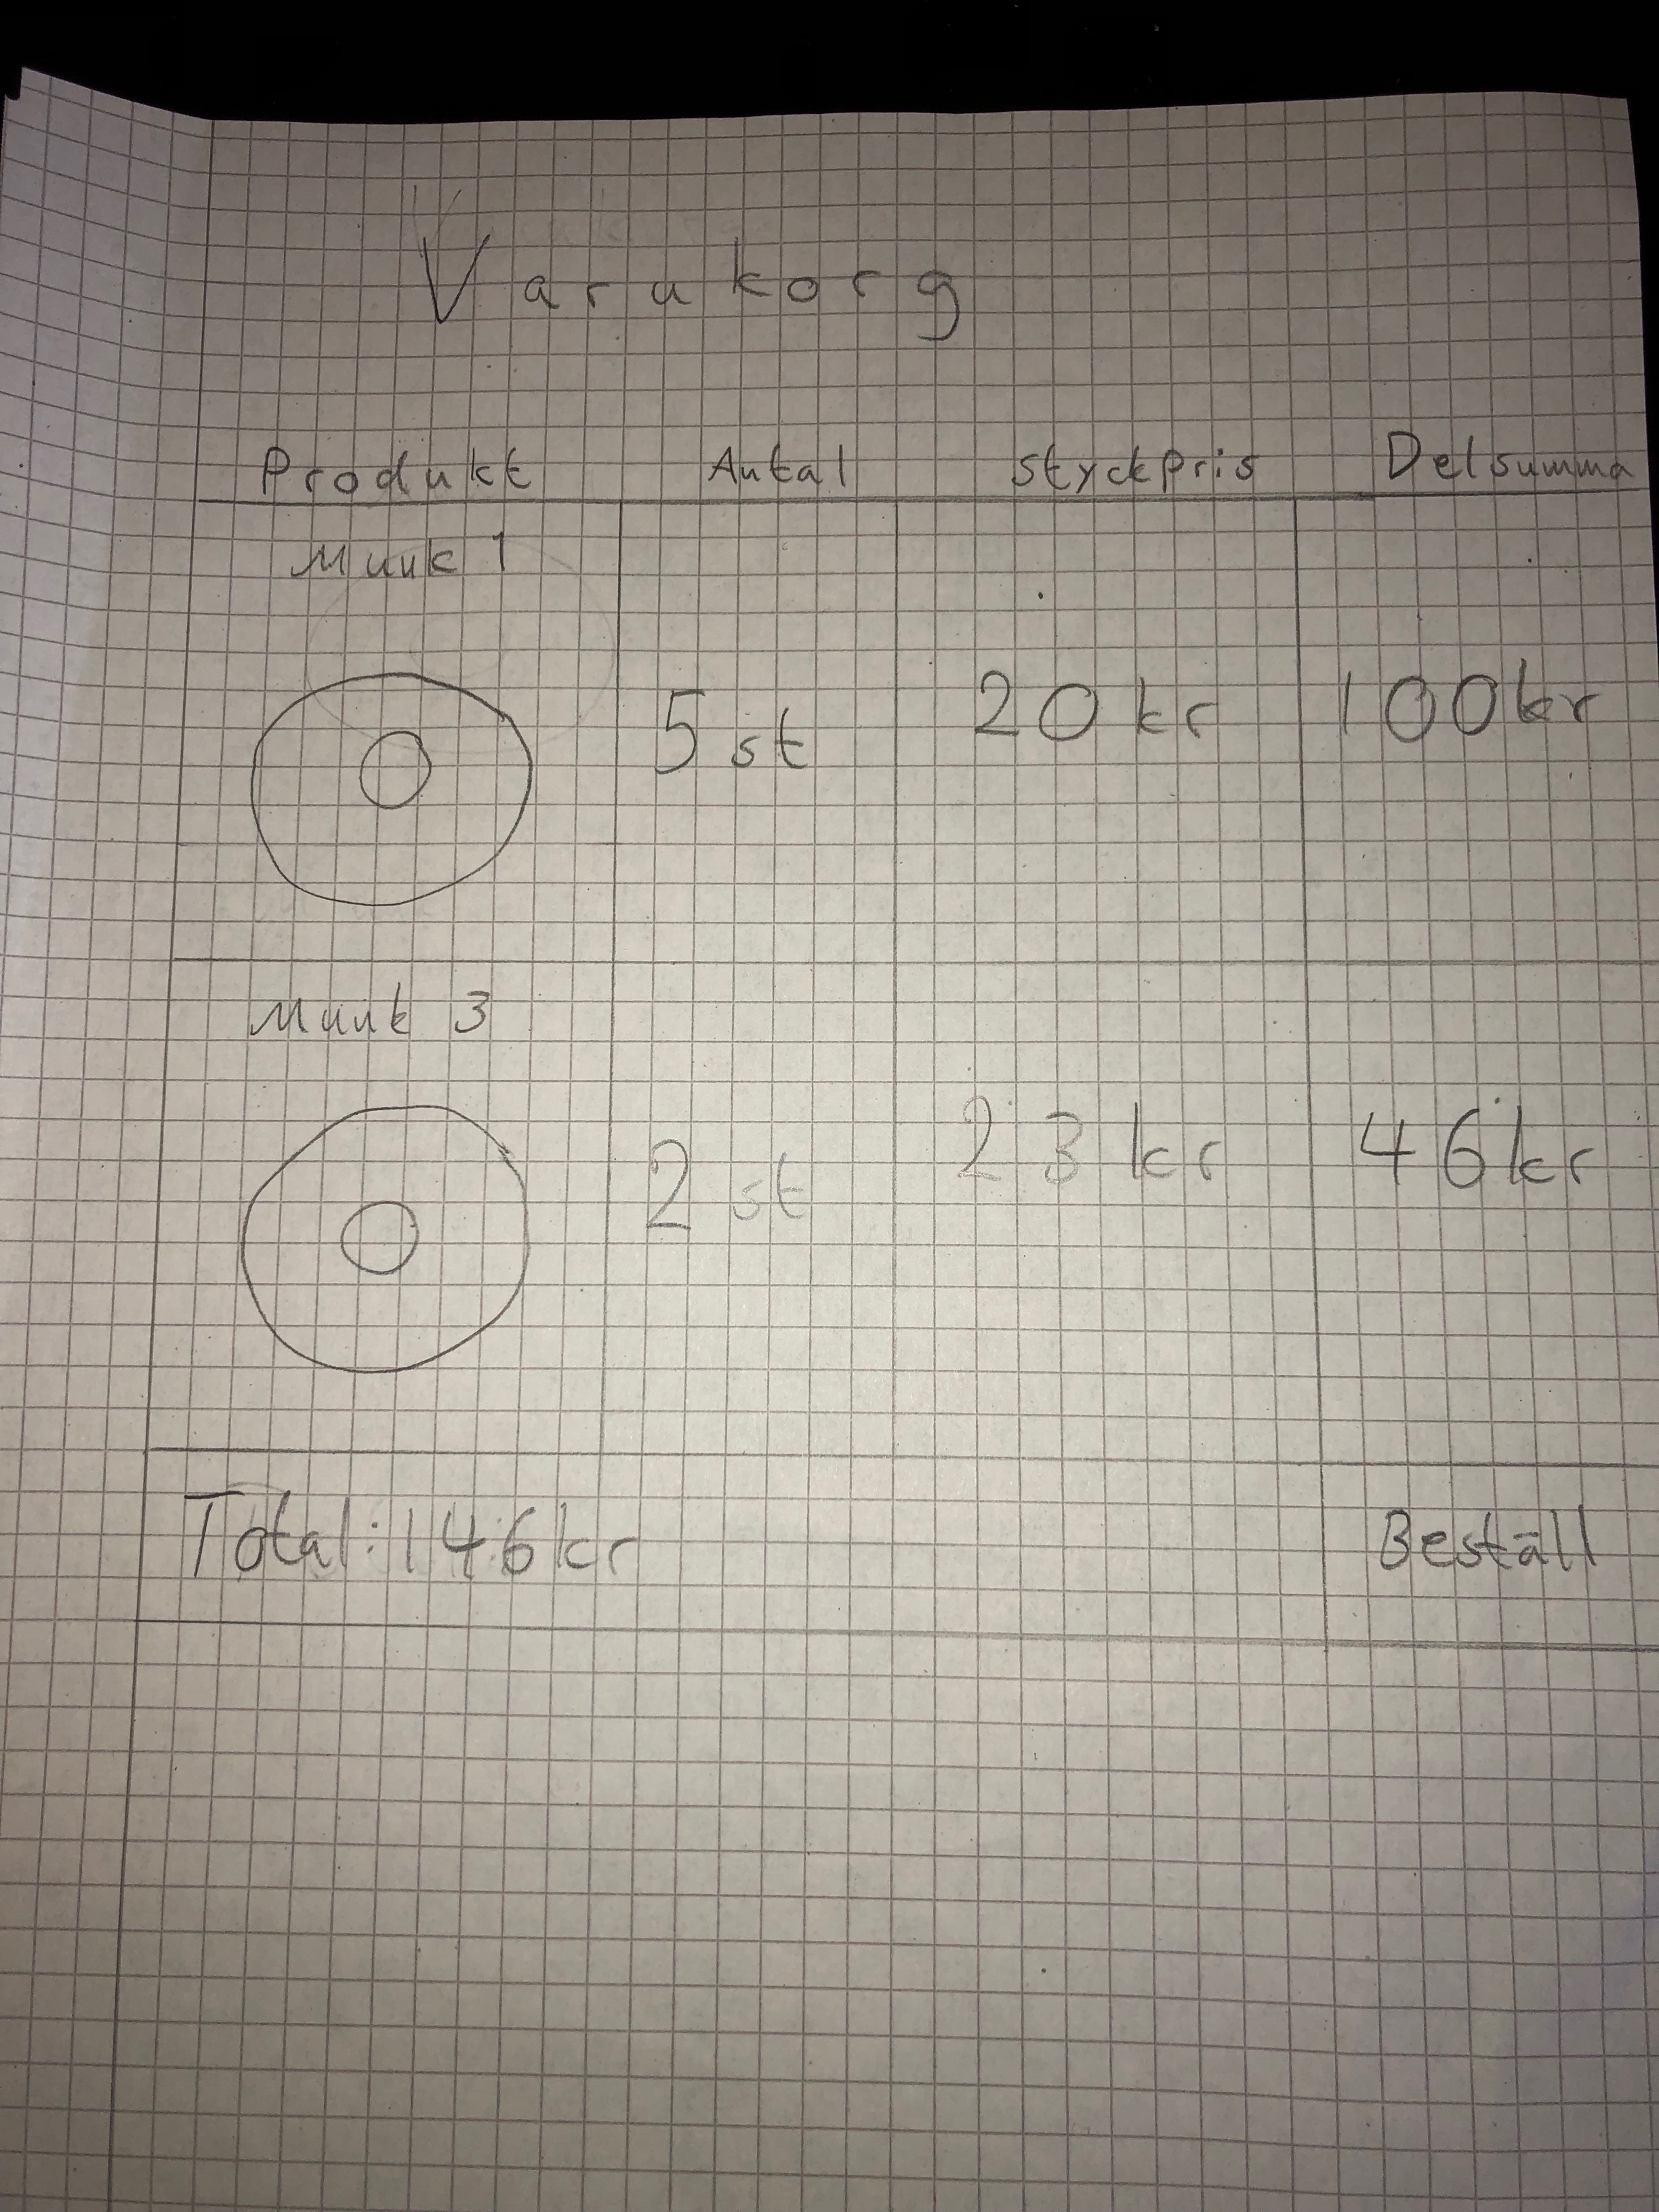 Varukorg
Produkt Antal styckpris Delsumma
Munk 1
5 st 20 kr 100kr
Munk 3
2 st 23 kr 46kr
Total: 146kr Beställ